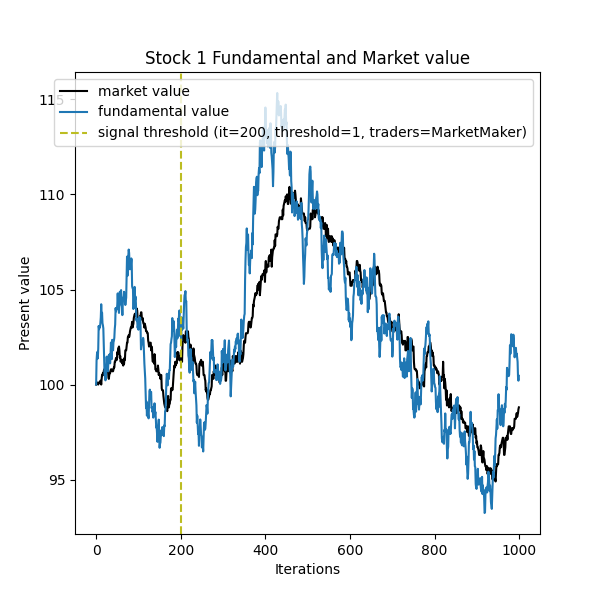 Stock 1 Fundamental and Market value
market value
fundamental value
signal threshold (it=200, threshold=1, traders=MarketMaker)
115
110
105
100
95
Present value
0 200 400 600 800 1000
Iterations